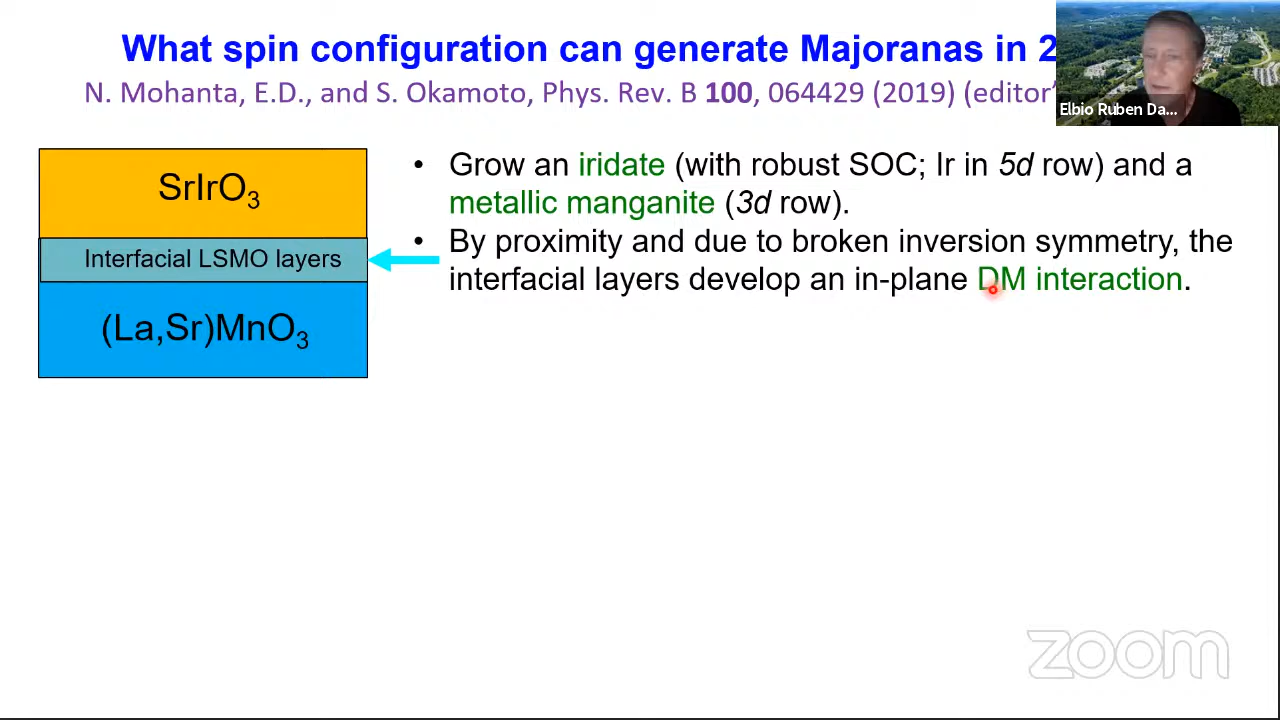 What spin configuration can generate Majoranas in 2
N. Mohanta, E.D., and S. Okamoto, Phys. Rev. B 100, 064429 (2019) (editor'
Elbio Ruben Da...
SrIrO3
Interfacial LSMO layers
(La,Sr)MnO3
• Grow an iridate (with robust SOC; Ir in 5d row) and a
metallic manganite (3d row).
• By proximity and due to broken inversion symmetry, the
interfacial layers develop an in-plane DM interaction.
zoom